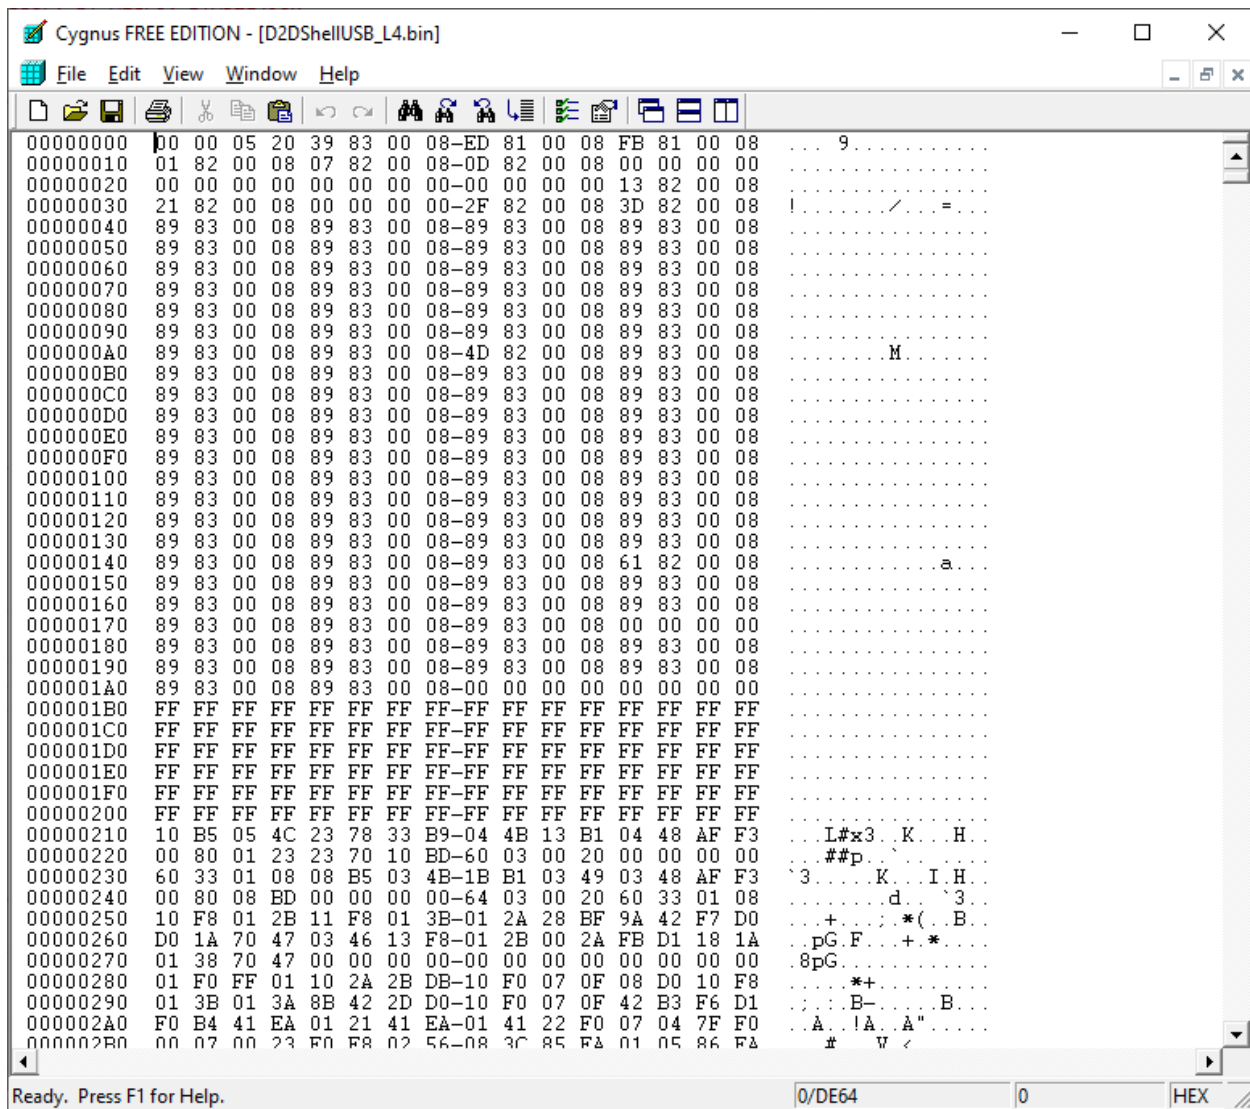 Cygnus FREE EDITION - [D2DShellUSB_L4.bin]
File Edit View Window Help
00000000 00 00 05 20 39 83 00 08-ED 81 00 08 FB 81 00 08 ... 9...........
00000010 01 82 00 08 07 82 00 08-0D 82 00 08 00 00 00 00 ................
00000020 00 00 00 00 00 00 00 00-00 00 00 00 13 82 00 08 ................
00000030 21 82 00 08 00 00 00 00-2F 82 00 08 3D 82 00 08 !......./...=...
00000040 89 83 00 08 89 83 00 08-89 83 00 08 89 83 00 08 ................
00000050 89 83 00 08 89 83 00 08-89 83 00 08 89 83 00 08 ................
00000060 89 83 00 08 89 83 00 08-89 83 00 08 89 83 00 08 ................
00000070 89 83 00 08 89 83 00 08-89 83 00 08 89 83 00 08 ................
00000080 89 83 00 08 89 83 00 08-89 83 00 08 89 83 00 08 ................
00000090 89 83 00 08 89 83 00 08-89 83 00 08 89 83 00 08 ................
000000A0 89 83 00 08 89 83 00 08-4D 82 00 08 89 83 00 08 ........M.......
000000B0 89 83 00 08 89 83 00 08-89 83 00 08 89 83 00 08 ................
000000C0 89 83 00 08 89 83 00 08-89 83 00 08 89 83 00 08 ................
000000D0 89 83 00 08 89 83 00 08-89 83 00 08 89 83 00 08 ................
000000E0 89 83 00 08 89 83 00 08-89 83 00 08 89 83 00 08 ................
000000F0 89 83 00 08 89 83 00 08-89 83 00 08 89 83 00 08 ................
00000100 89 83 00 08 89 83 00 08-89 83 00 08 89 83 00 08 ................
00000110 89 83 00 08 89 83 00 08-89 83 00 08 89 83 00 08 ................
00000120 89 83 00 08 89 83 00 08-89 83 00 08 89 83 00 08 ................
00000130 89 83 00 08 89 83 00 08-89 83 00 08 89 83 00 08 ................
00000140 89 83 00 08 89 83 00 08-89 83 00 08 61 82 00 08 ............a...
00000150 89 83 00 08 89 83 00 08-89 83 00 08 89 83 00 08 ................
00000160 89 83 00 08 89 83 00 08-89 83 00 08 89 83 00 08 ................
00000170 89 83 00 08 89 83 00 08-89 83 00 08 00 00 00 00 ................
00000180 89 83 00 08 89 83 00 08-89 83 00 08 89 83 00 08 ................
00000190 89 83 00 08 89 83 00 08-89 83 00 08 89 83 00 08 ................
000001A0 89 83 00 08 89 83 00 08-00 00 00 00 00 00 00 00 ................
000001B0 FF FF FF FF FF FF FF FF-FF FF FF FF FF FF FF FF ................
000001C0 FF FF FF FF FF FF FF FF-FF FF FF FF FF FF FF FF ................
000001D0 FF FF FF FF FF FF FF FF-FF FF FF FF FF FF FF FF ................
000001E0 FF FF FF FF FF FF FF FF-FF FF FF FF FF FF FF FF ................
000001F0 FF FF FF FF FF FF FF FF-FF FF FF FF FF FF FF FF ................
00000200 FF FF FF FF FF FF FF FF-FF FF FF FF FF FF FF FF ................
00000210 10 B5 05 4C 23 78 33 B9-04 4B 13 B1 04 48 AF F3 ...L#x3..K...H..
00000220 00 80 01 23 23 70 10 BD-60 03 00 20 00 00 00 00 ...##p..`.. ....
00000230 60 33 01 08 08 B5 03 4B-1B B1 03 49 03 48 AF F3 `3.....K...I.H..
00000240 00 80 08 BD 00 00 00 00-64 03 00 20 60 33 01 08 ........d.. `3..
00000250 10 F8 01 2B 11 F8 01 3B-01 2A 28 BF 9A 42 F7 D0 ...+...;.*(..B..
00000260 D0 1A 70 47 03 46 13 F8-01 2B 00 2A FB D1 18 1A ..pG.F...+.*....
00000270 01 38 70 47 00 00 00 00-00 00 00 00 00 00 00 00 .8pG............
00000280 01 F0 FF 01 10 2A 2B DB-10 F0 07 0F 08 D0 10 F8 .....*+.........
00000290 01 3B 01 3A 8B 42 2D D0-10 F0 07 0F 42 B3 F6 D1 .;.:.B-.....B...
000002A0 F0 B4 41 EA 01 21 41 EA-01 41 22 F0 07 04 7F F0 ..A..!A..A".....
000002B0 00 07 00 23 F0 F8 02 56-08 3C 85 FA 01 05 86 FA
Ready. Press F1 for Help. 0/DE64 0 HEX